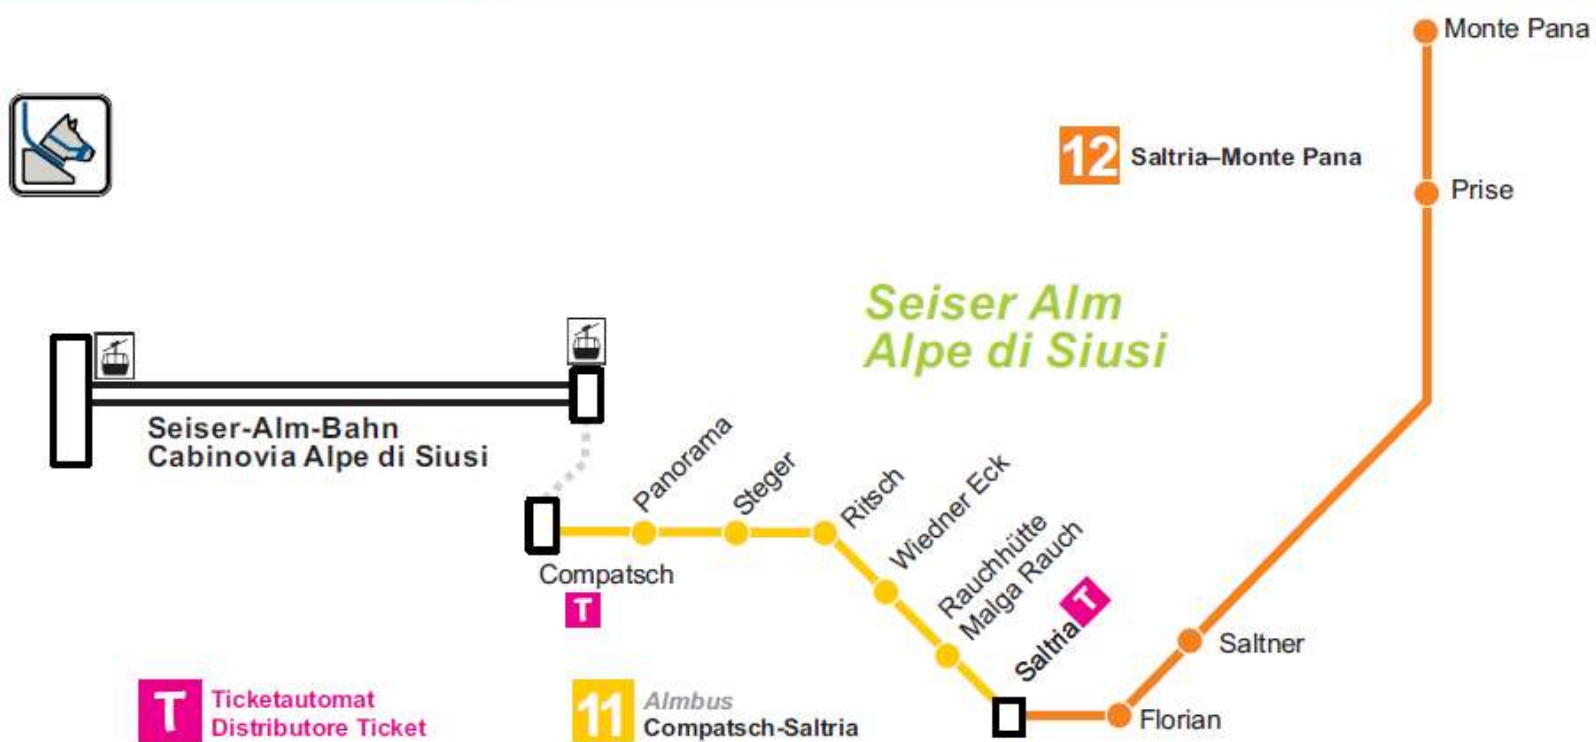 Monte Pana
12 Saltria–Monte Pana
Prise
Seiser Alm
Alpe di Siusi
Seiser-Alm-Bahn
Cabinovia Alpe di Siusi
Compatsch
T
Panorama
Steger
Ritsch
Wiedner Eck
Rauchhütte
Malga Rauch
Saltria T
Saltner
Florian
T Ticketautomat
Distributore Ticket
11 Almbus
Compatsch-Saltria